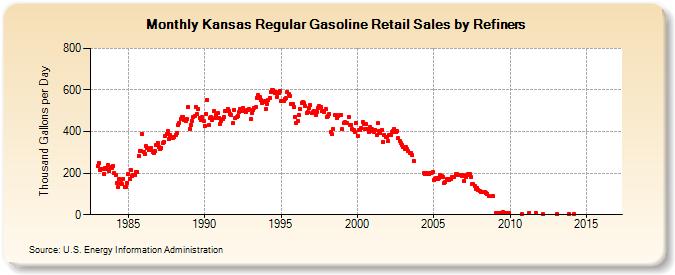 Monthly Kansas Regular Gasoline Retail Sales by Refiners
Thousand Gallons per Day
800
600
400
200
0
1985 1990 1995 2000 2005 2010 2015
Source: U.S. Energy Information Administration